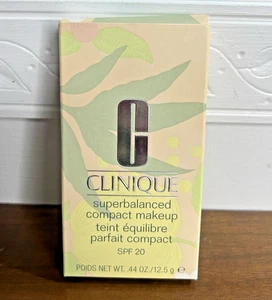 C
CLINIQUE
superbalanced
compact makeup
teint équilibre
parfait compact
SPF 20
POIDS NET WT. .44 OZ./12.5 g ℮